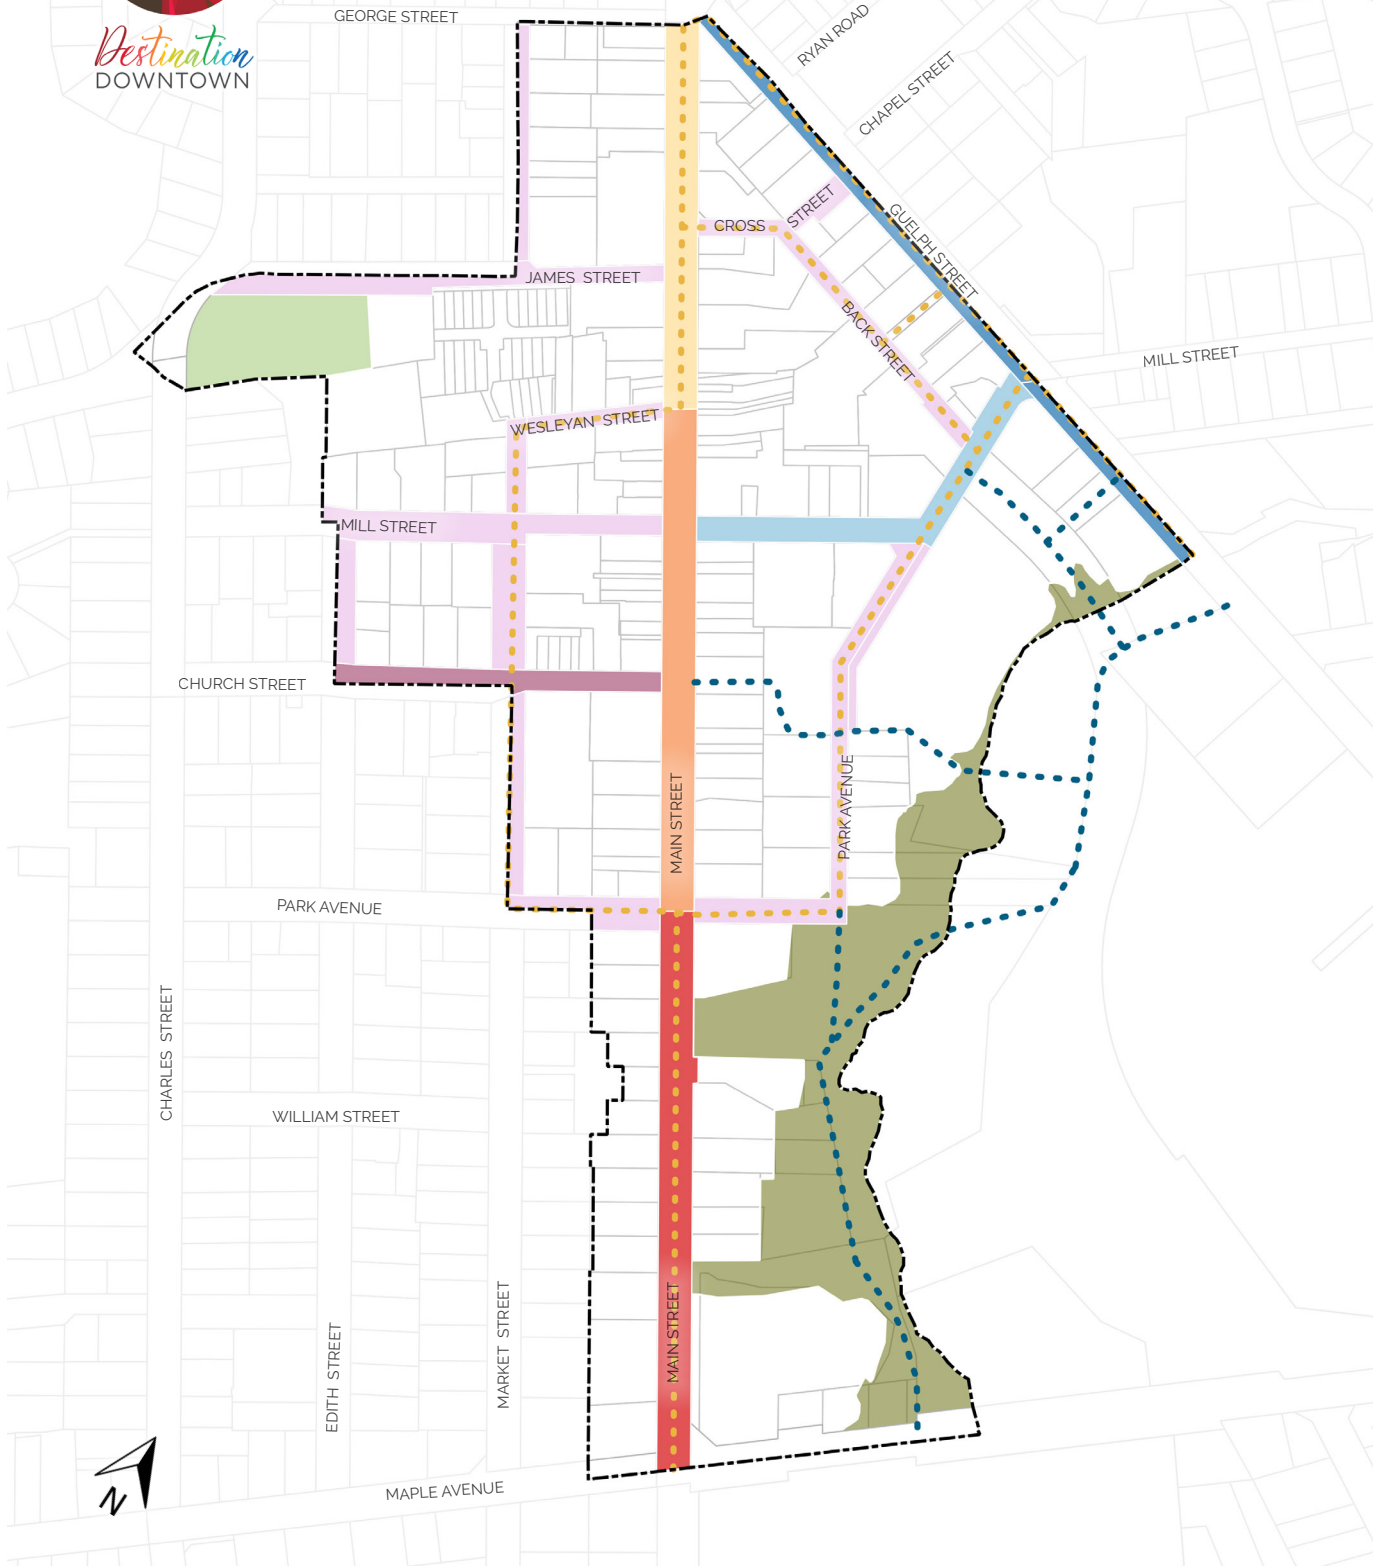 GEORGE STREET
RYAN ROAD
Destination
DOWNTOWN
CHAPEL STREET
CROSS
STREET
GUELPH STREET
JAMES STREET
BACK STREET
MILL STREET
WESLEYAN STREET
MILL STREET
CHURCH STREET
MAIN STREET
PARK AVENUE
PARK AVENUE
CHARLES STREET
WILLIAM STREET
MAIN STREET
MARKET STREET
EDITH STREET
MAPLE AVENUE
N